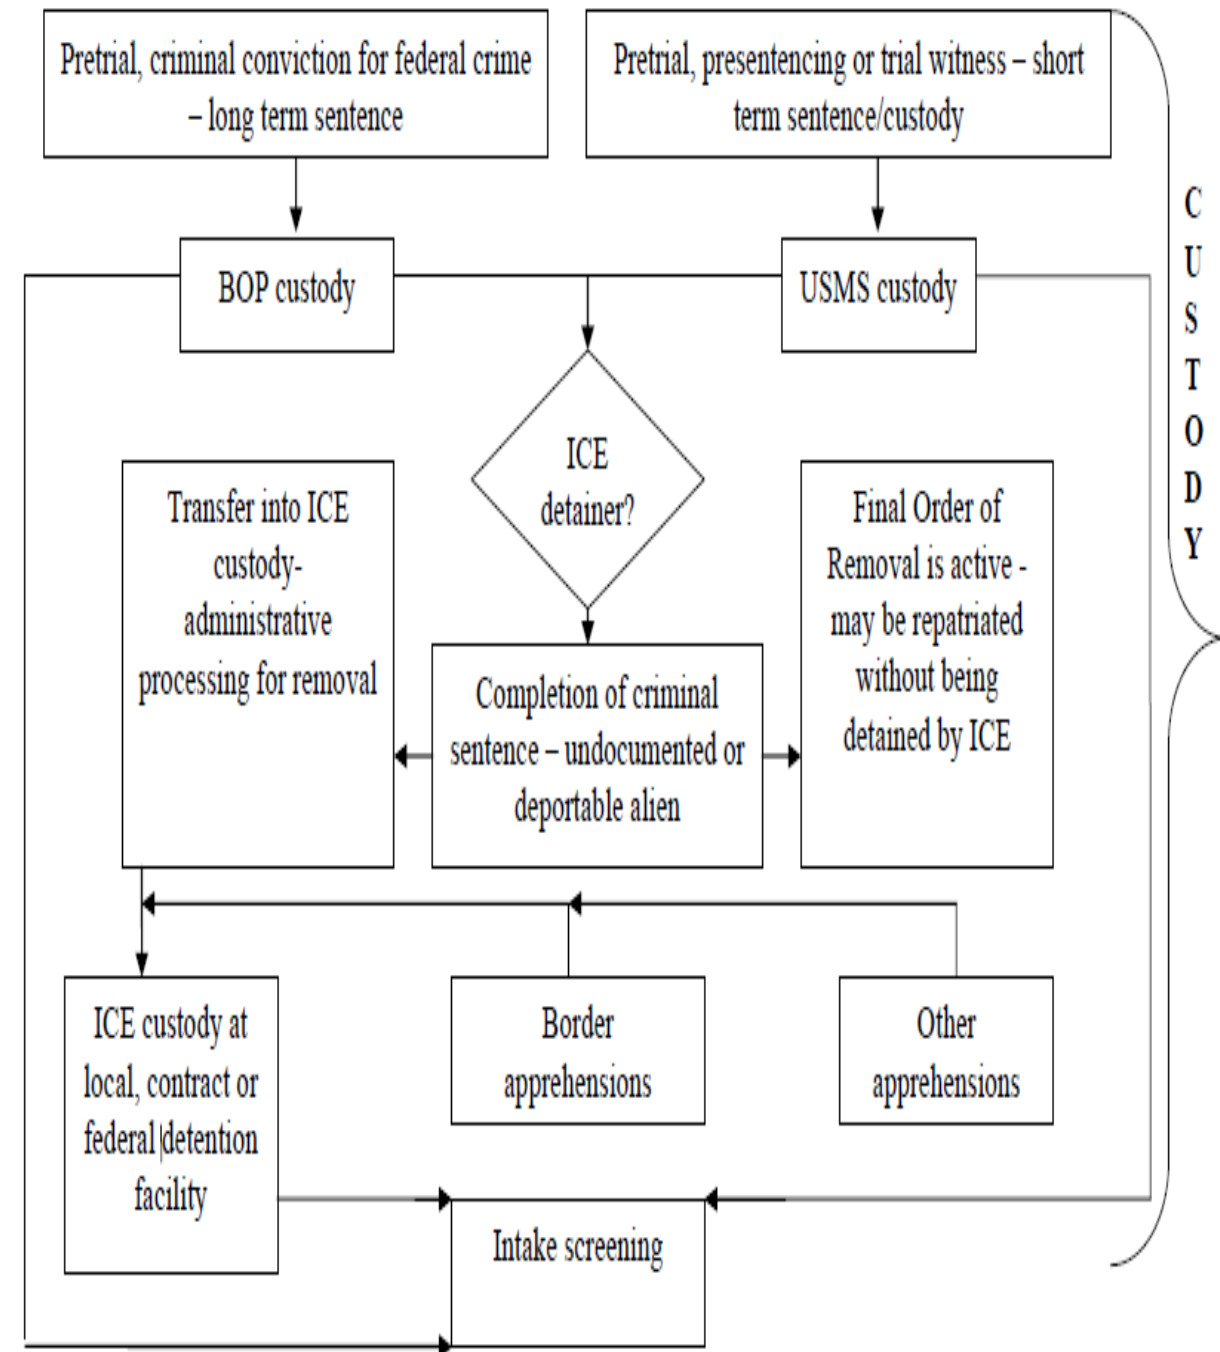 Pretrial, criminal conviction for federal crime
– long term sentence
Pretrial, presentencing or trial witness – short
term sentence/custody
BOP custody
USMS custody
ICE
detainer?
Transfer into ICE
custody-
administrative
processing for removal
Completion of criminal
sentence – undocumented or
deportable alien
Final Order of
Removal is active -
may be repatriated
without being
detained by ICE
ICE custody at
local, contract or
federal detention
facility
Border
apprehensions
Other
apprehensions
Intake screening
C
U
S
T
O
D
Y